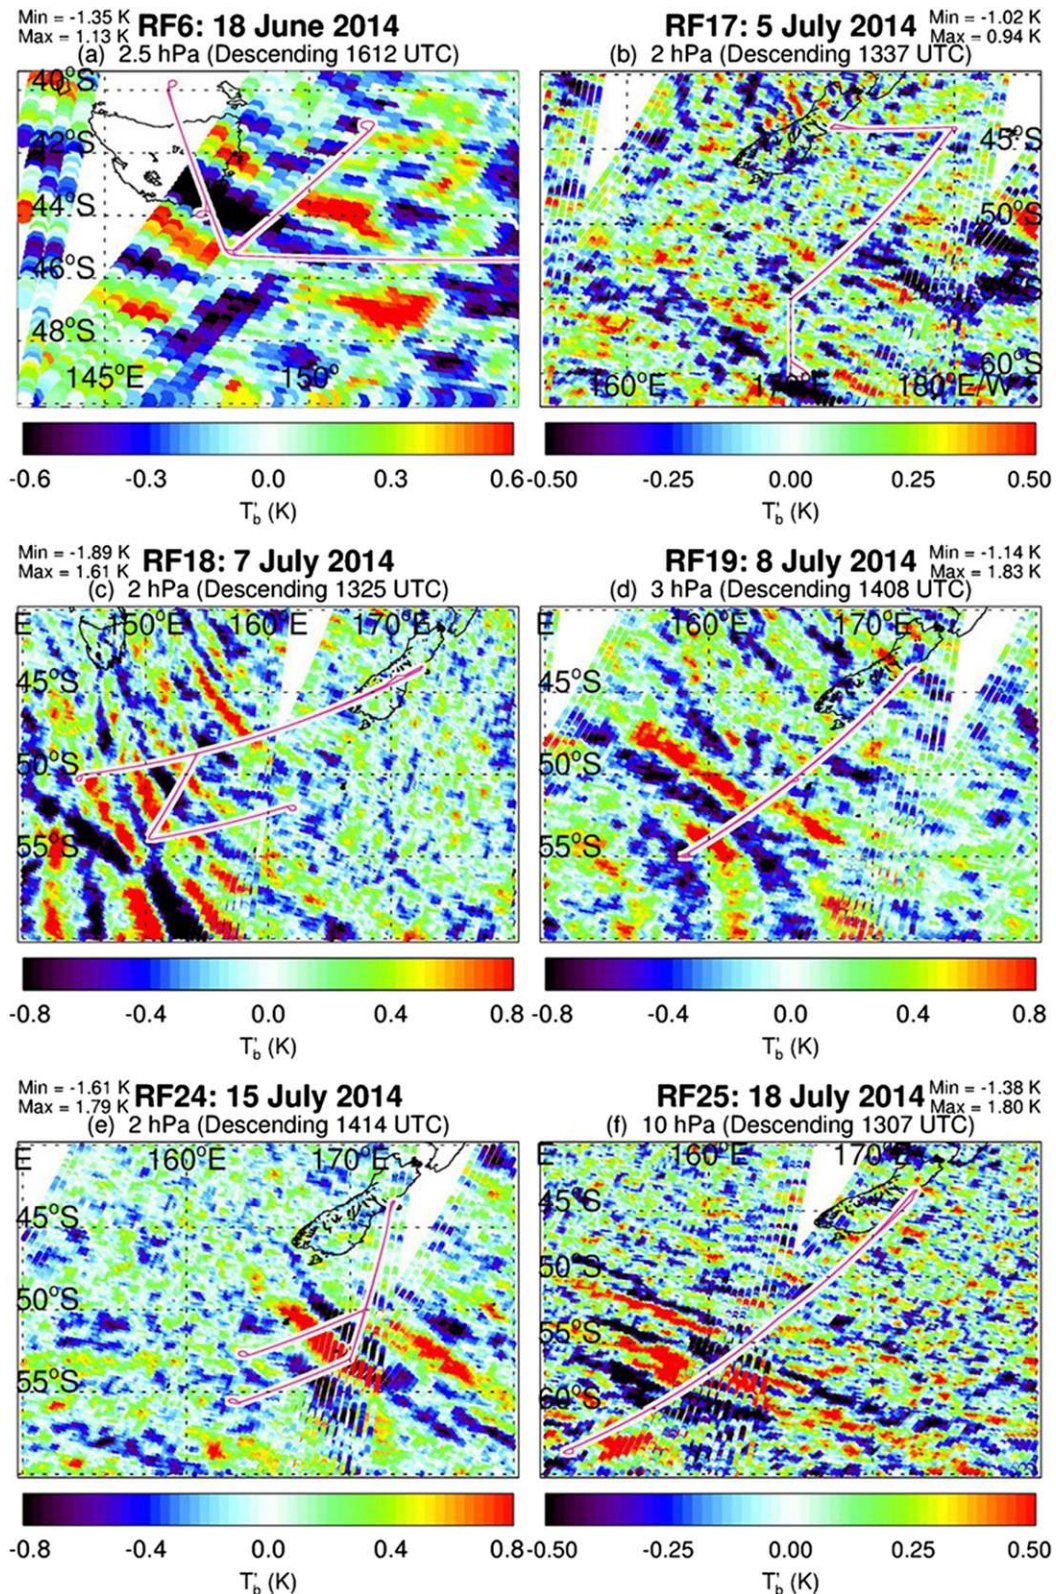 Min = -1.35 K
Max = 1.13 K
RF6: 18 June 2014
(a) 2.5 hPa (Descending 1612 UTC)
40°S
42°S
44°S
46°S
48°S
145°E 150°
-0.6 -0.3 0.0 0.3 0.6
T'b (K)
RF17: 5 July 2014
Min = -1.02 K
Max = 0.94 K
(b) 2 hPa (Descending 1337 UTC)
45°S
50°S
60°S
160°E 170°E 180°E/W
-0.50 -0.25 0.00 0.25 0.50
T'b (K)
Min = -1.89 K
Max = 1.61 K
RF18: 7 July 2014
(c) 2 hPa (Descending 1325 UTC)
E 150°E 160°E 170°E
45°S
50°S
55°S
-0.8 -0.4 0.0 0.4 0.8
T'b (K)
RF19: 8 July 2014
Min = -1.14 K
Max = 1.83 K
(d) 3 hPa (Descending 1408 UTC)
E 160°E 170°E
45°S
50°S
55°S
-0.8 -0.4 0.0 0.4 0.8
T'b (K)
Min = -1.61 K
Max = 1.79 K
RF24: 15 July 2014
(e) 2 hPa (Descending 1414 UTC)
E 160°E 170°E
45°S
50°S
55°S
-0.8 -0.4 0.0 0.4 0.8
T'b (K)
RF25: 18 July 2014
Min = -1.38 K
Max = 1.80 K
(f) 10 hPa (Descending 1307 UTC)
E 160°E 170°E
45°S
50°S
55°S
60°S
-0.50 -0.25 0.00 0.25 0.50
T'b (K)